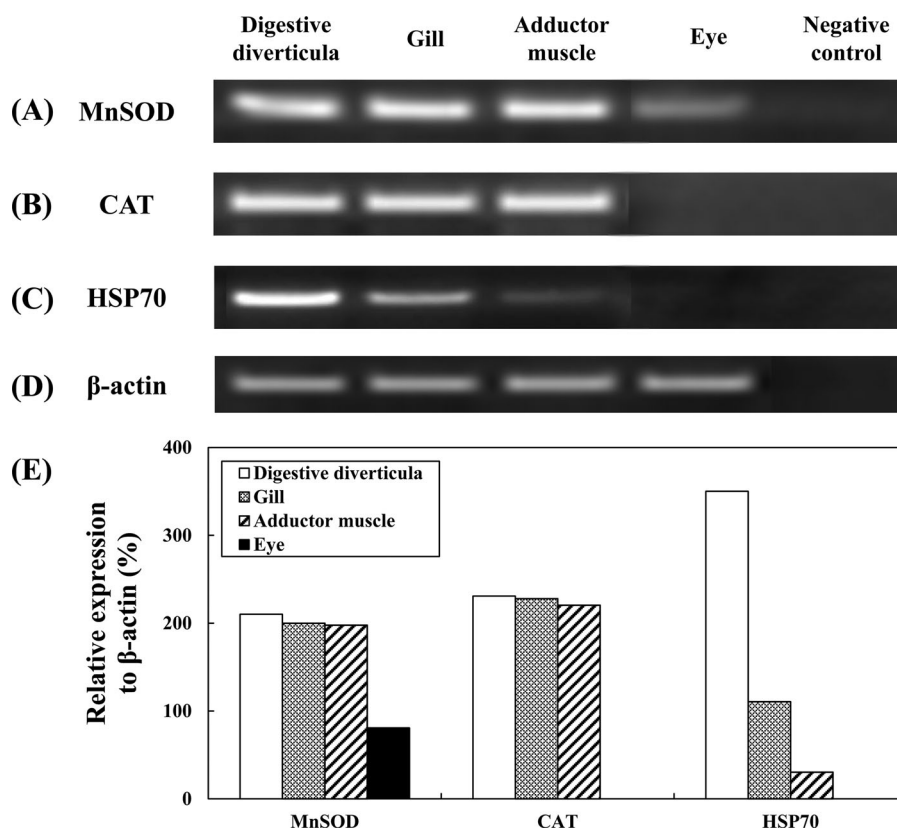 Digestive diverticula Gill Adductor muscle Eye Negative control
(A) MnSOD
(B) CAT
(C) HSP70
(D) β-actin
(E)
Relative expression
to β-actin (%)
400
300
200
100
0
Digestive diverticula
Gill
Adductor muscle
Eye
MnSOD CAT HSP70